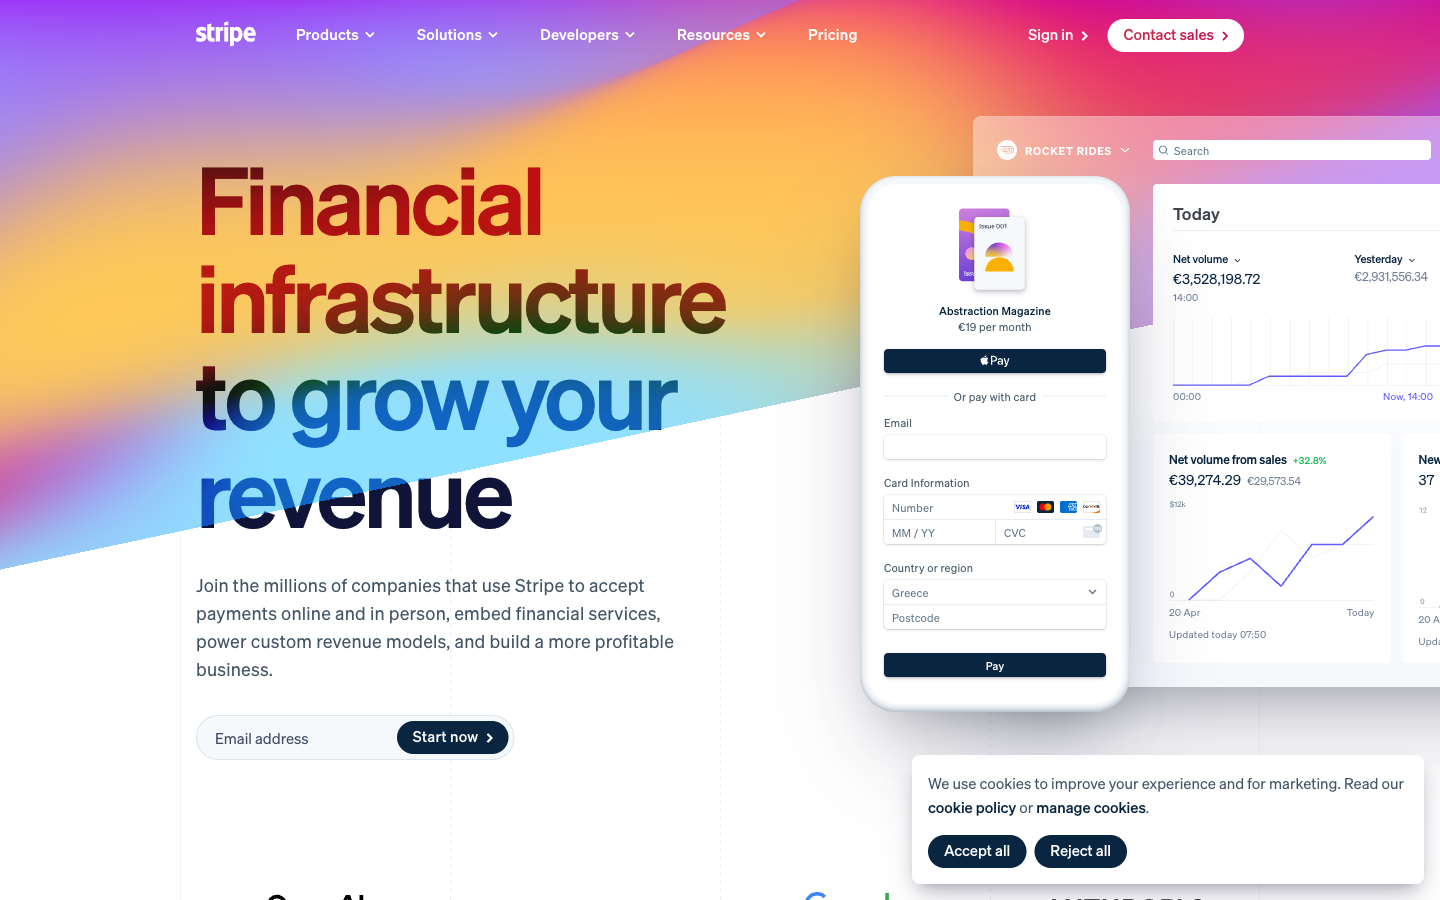 stripe
Products
Solutions
Developers
Resources
Pricing
Sign in
Contact sales
Financial
infrastructure
to grow your
revenue
Join the millions of companies that use Stripe to accept
payments online and in person, embed financial services,
power custom revenue models, and build a more profitable
business.
Email address
Start now
Issue 001
Abstraction Magazine
€19 per month
Pay
Or pay with card
Email
Card Information
Number
VISA
MM / YY
CVC
Country or region
Greece
Postcode
Pay
ROCKET RIDES
Search
Today
Net volume
€3,528,198.72
14:00
Yesterday
€2,931,556.34
00:00
Now, 14:00
Net volume from sales +32.8%
€39,274.29 €29,573.54
$12k
0
20 Apr
Today
Updated today 07:50
New
37
12
0
We use cookies to improve your experience and for marketing. Read our
cookie policy or manage cookies.
Accept all
Reject all